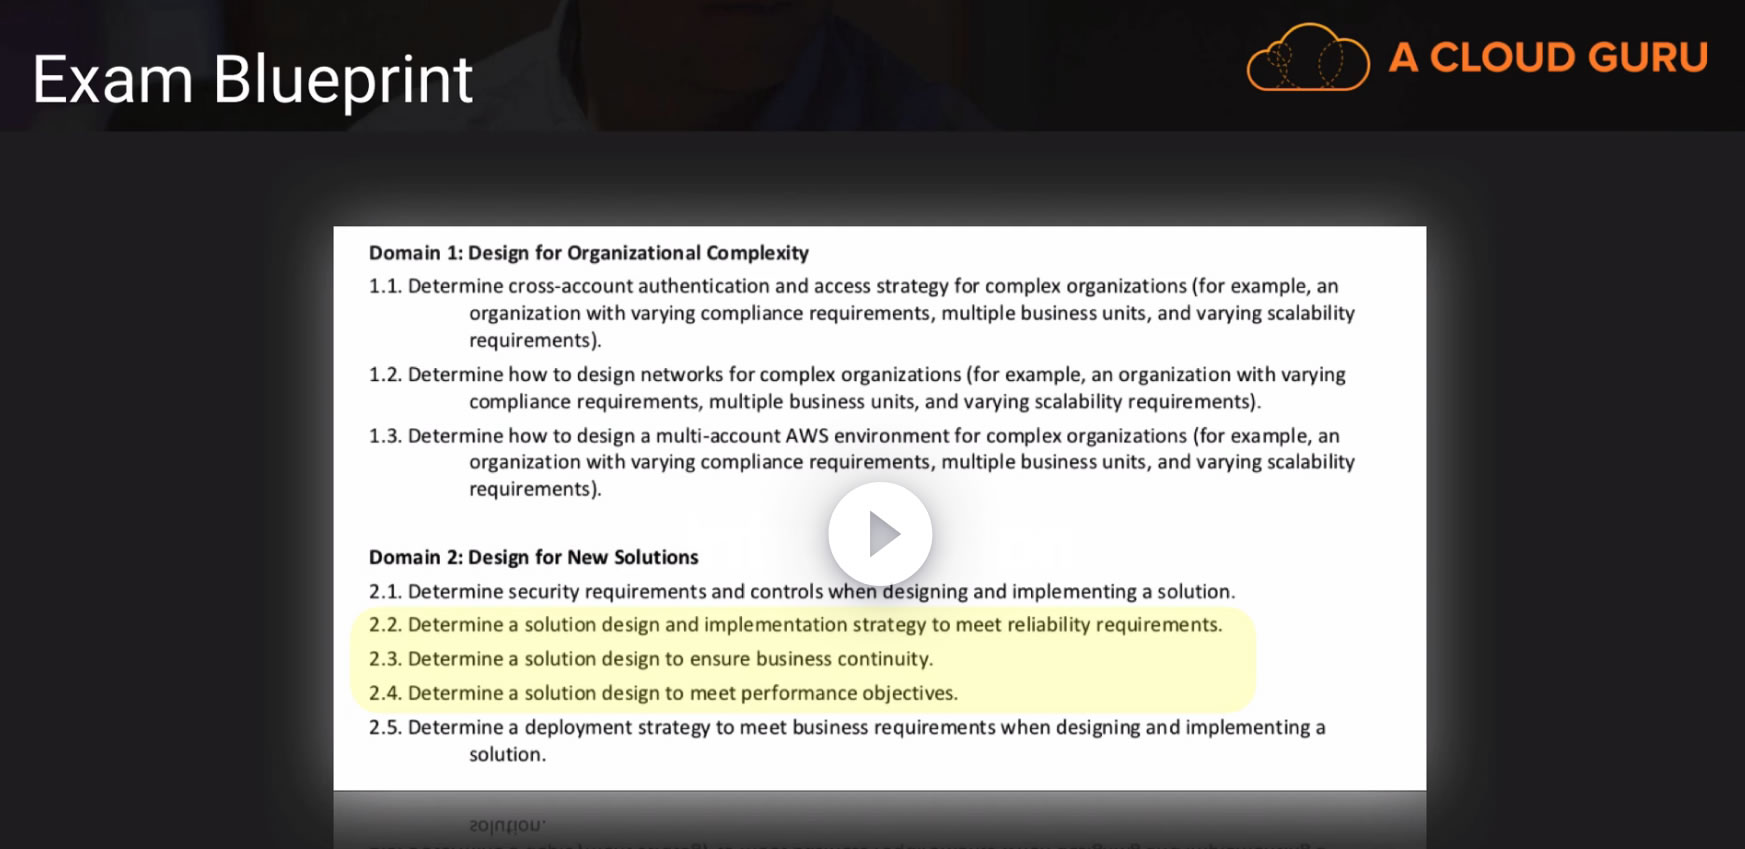 Exam Blueprint
A CLOUD GURU
Domain 1: Design for Organizational Complexity
1.1. Determine cross-account authentication and access strategy for complex organizations (for example, an
organization with varying compliance requirements, multiple business units, and varying scalability
requirements).
1.2. Determine how to design networks for complex organizations (for example, an organization with varying
compliance requirements, multiple business units, and varying scalability requirements).
1.3. Determine how to design a multi-account AWS environment for complex organizations (for example, an
organization with varying compliance requirements, multiple business units, and varying scalability
requirements).
Domain 2: Design for New Solutions
2.1. Determine security requirements and controls when designing and implementing a solution.
2.2. Determine a solution design and implementation strategy to meet reliability requirements.
2.3. Determine a solution design to ensure business continuity.
2.4. Determine a solution design to meet performance objectives.
2.5. Determine a deployment strategy to meet business requirements when designing and implementing a
solution.
solution.